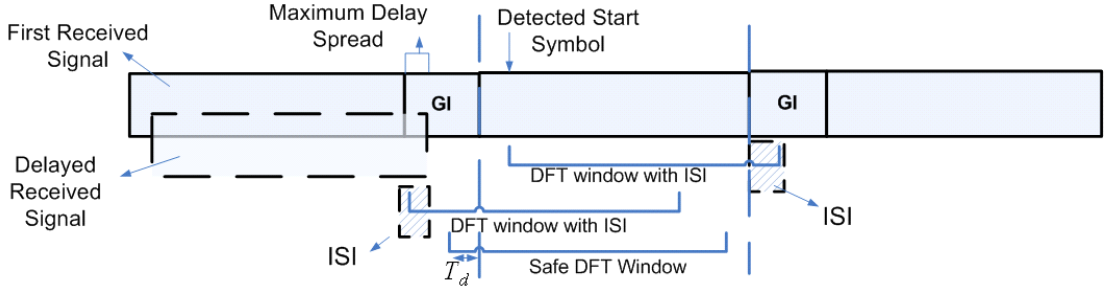 Maximum Delay
Spread
Detected Start
Symbol
First Received
Signal
GI
GI
Delayed
Received
Signal
DFT window with ISI
ISI
DFT window with ISI
ISI
Safe DFT Window
T_d